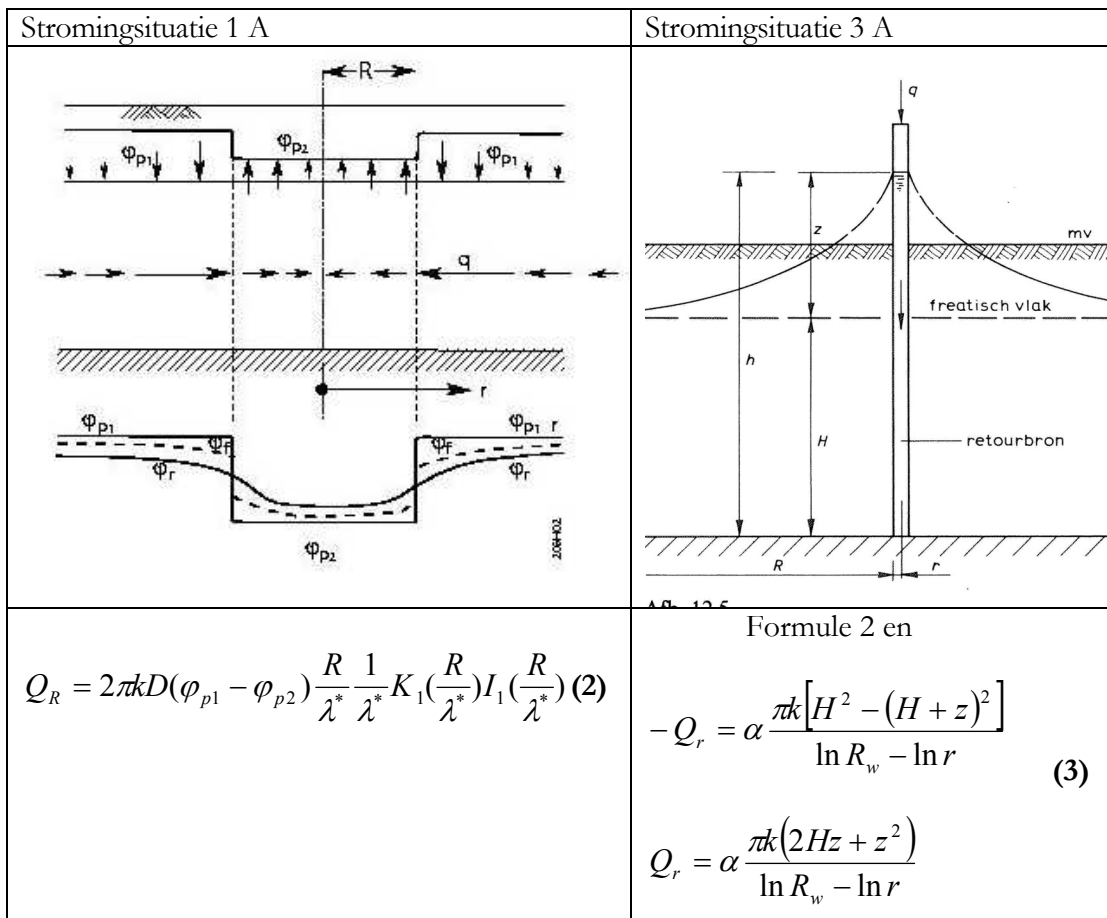 Stromingsituatie 1 A
R
φp2
φp1
φp1
q
r
φp1
φp1 r
φf
φf
φr
φr
φp2
Stromingsituatie 3 A
q
z
mv
freatisch vlak
h
H
retourbron
R
r
Q_R = 2πkD(φ_p1 − φ_p2) R/λ* 1/λ* K_1(R/λ*)I_1(R/λ*) (2)
Formule 2 en
−Q_r = α πk[H² − (H + z)²] / ln R_w − ln r
(3)
Q_r = α πk(2Hz + z²) / ln R_w − ln r